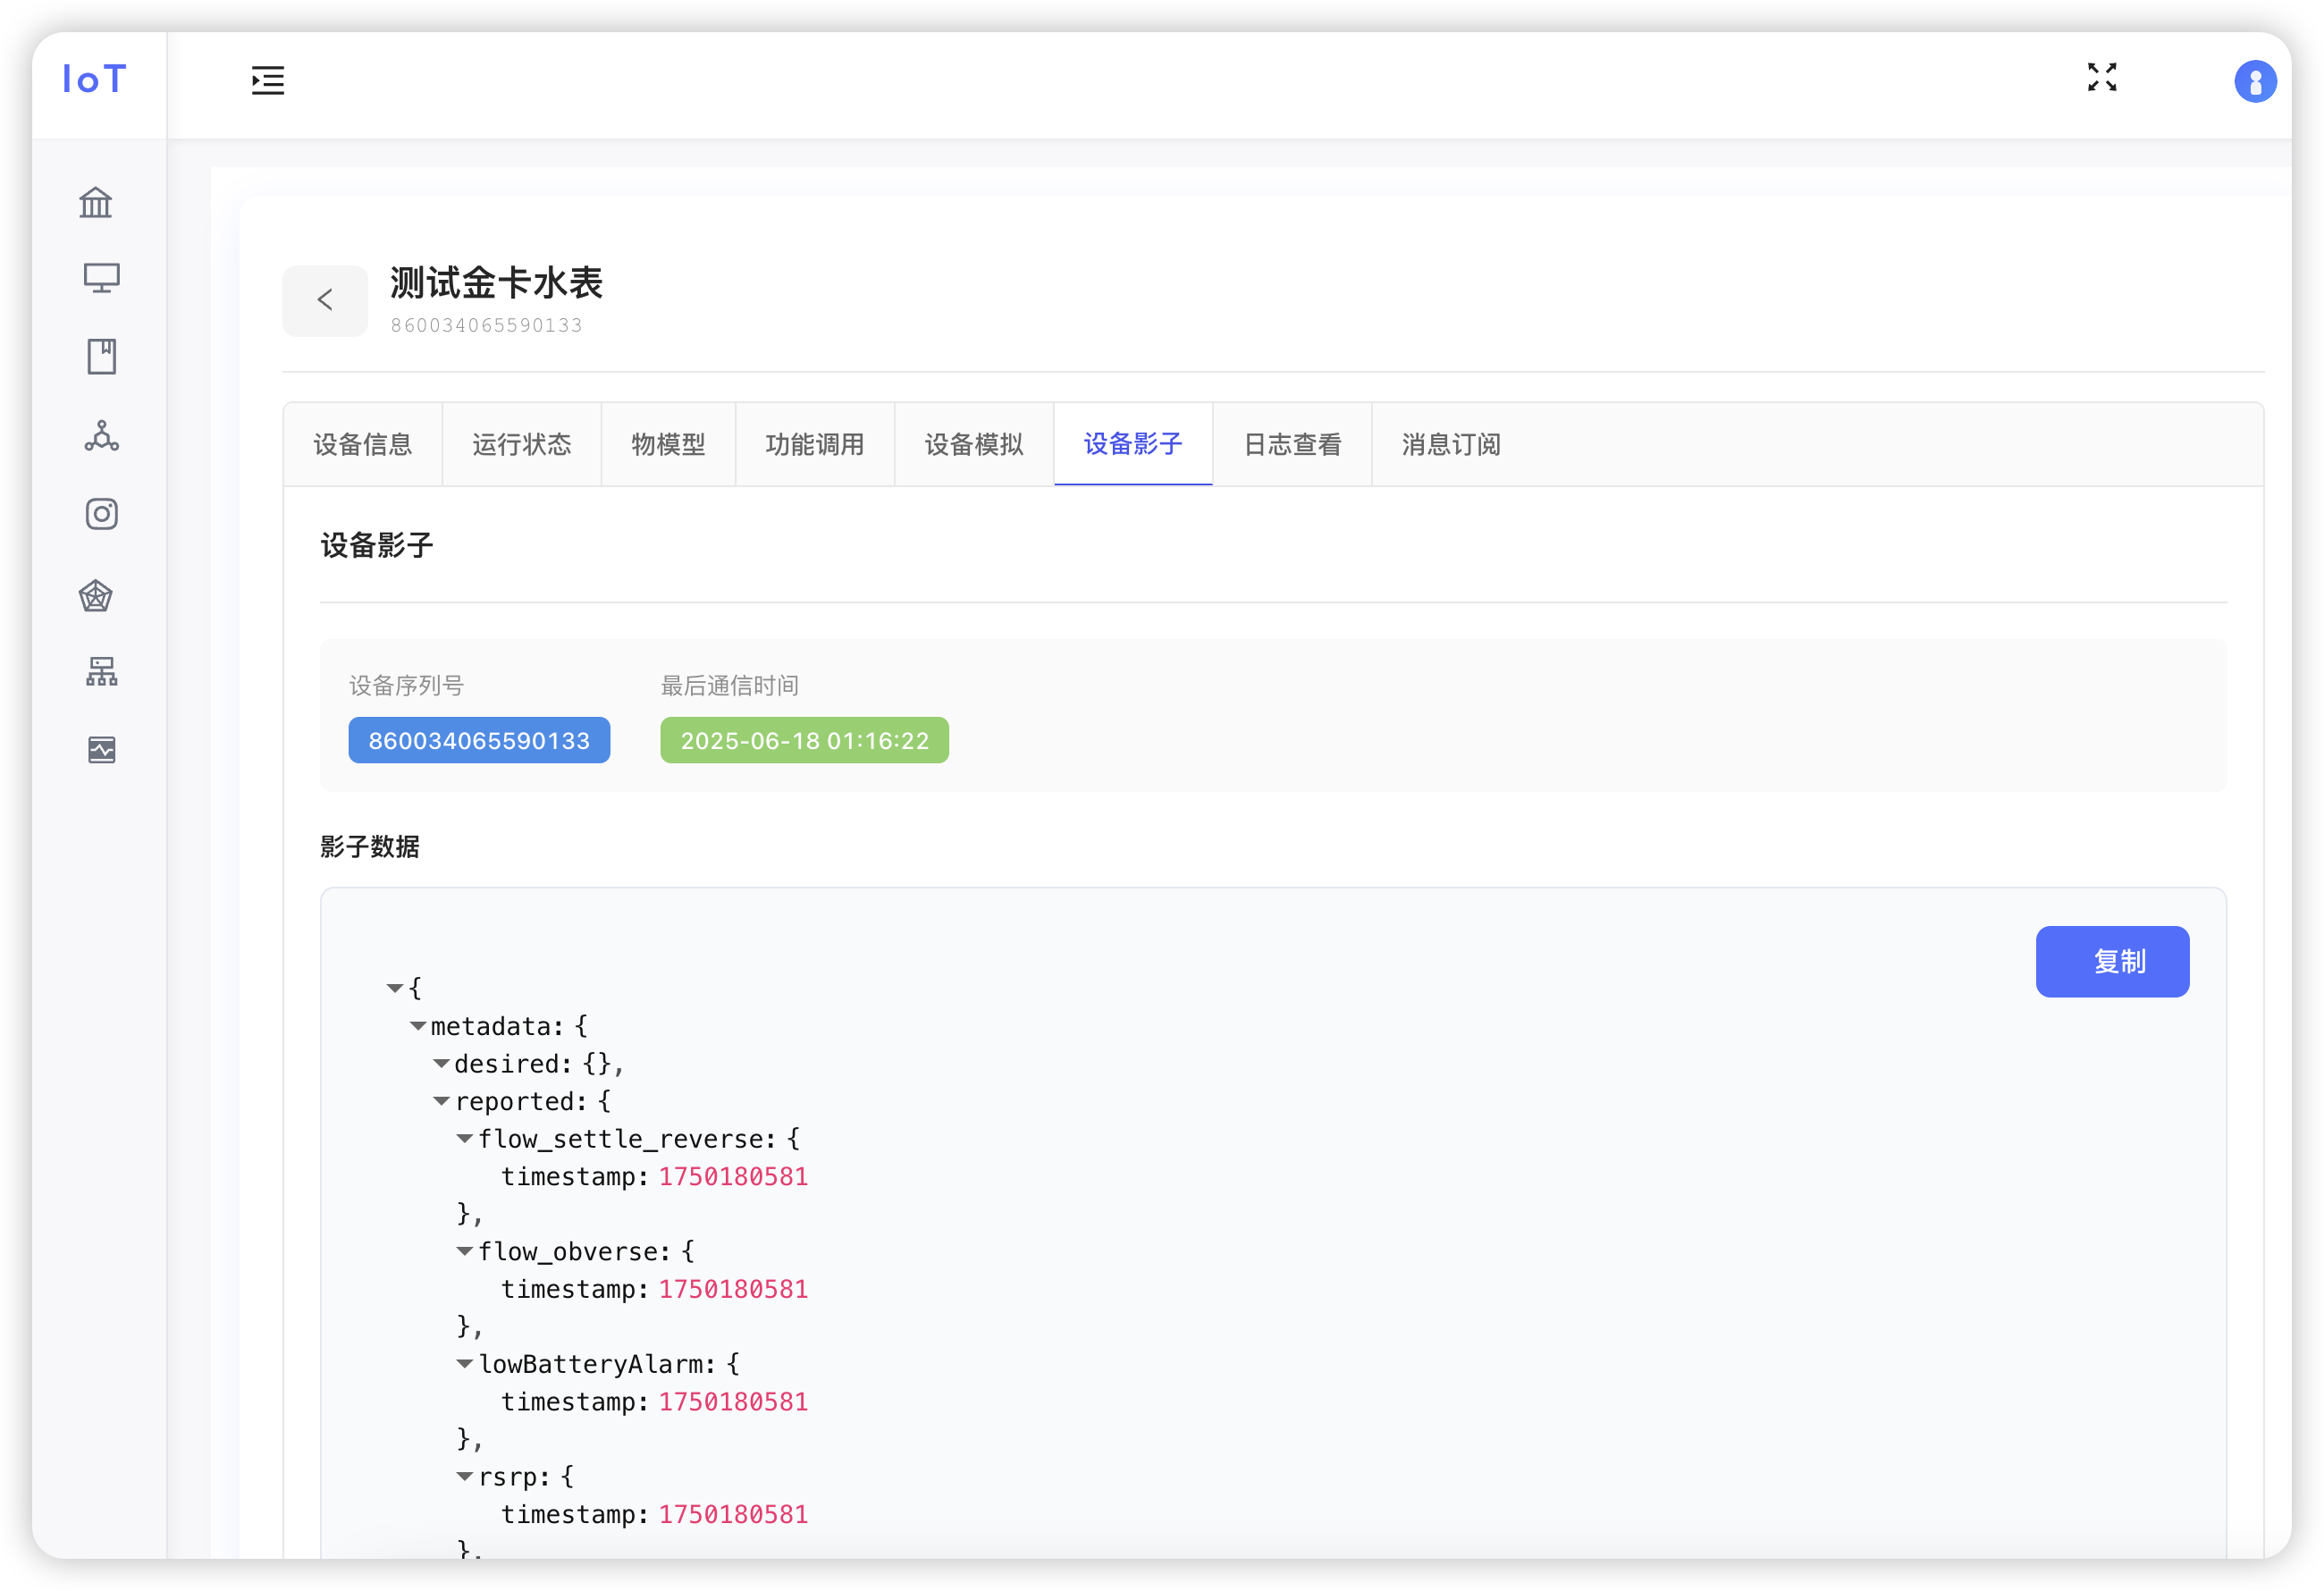 IoT
测试金卡水表
860034065590133
设备信息 运行状态 物模型 功能调用 设备模拟 设备影子 日志查看 消息订阅
设备影子
设备序列号 最后通信时间
860034065590133 2025-06-18 01:16:22
影子数据
复制
{
metadata: {
desired: {},
reported: {
flow_settle_reverse: {
timestamp: 1750180581
},
flow_obverse: {
timestamp: 1750180581
},
lowBatteryAlarm: {
timestamp: 1750180581
},
rsrp: {
timestamp: 1750180581
},